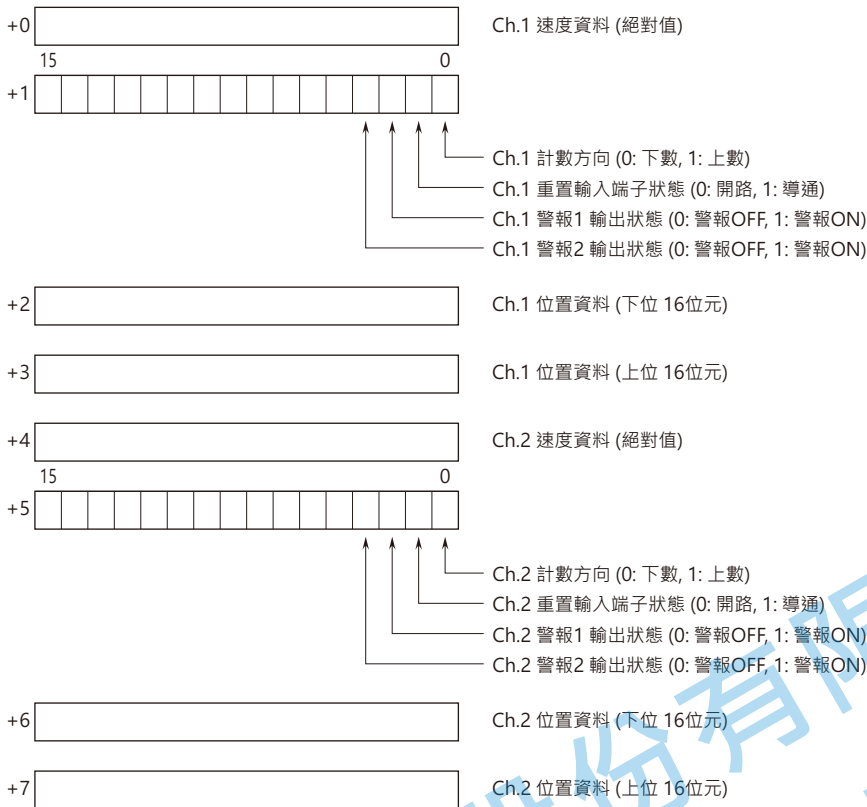 +0 Ch.1 速度資料 (絕對值)
15 0
+1
Ch.1 計數方向 (0: 下數, 1: 上數)
Ch.1 重置輸入端子狀態 (0: 開路, 1: 導通)
Ch.1 警報1 輸出狀態 (0: 警報OFF, 1: 警報ON)
Ch.1 警報2 輸出狀態 (0: 警報OFF, 1: 警報ON)
+2 Ch.1 位置資料 (下位 16位元)
+3 Ch.1 位置資料 (上位 16位元)
+4 Ch.2 速度資料 (絕對值)
15 0
+5
Ch.2 計數方向 (0: 下數, 1: 上數)
Ch.2 重置輸入端子狀態 (0: 開路, 1: 導通)
Ch.2 警報1 輸出狀態 (0: 警報OFF, 1: 警報ON)
Ch.2 警報2 輸出狀態 (0: 警報OFF, 1: 警報ON)
+6 Ch.2 位置資料 (下位 16位元)
+7 Ch.2 位置資料 (上位 16位元)
份有限